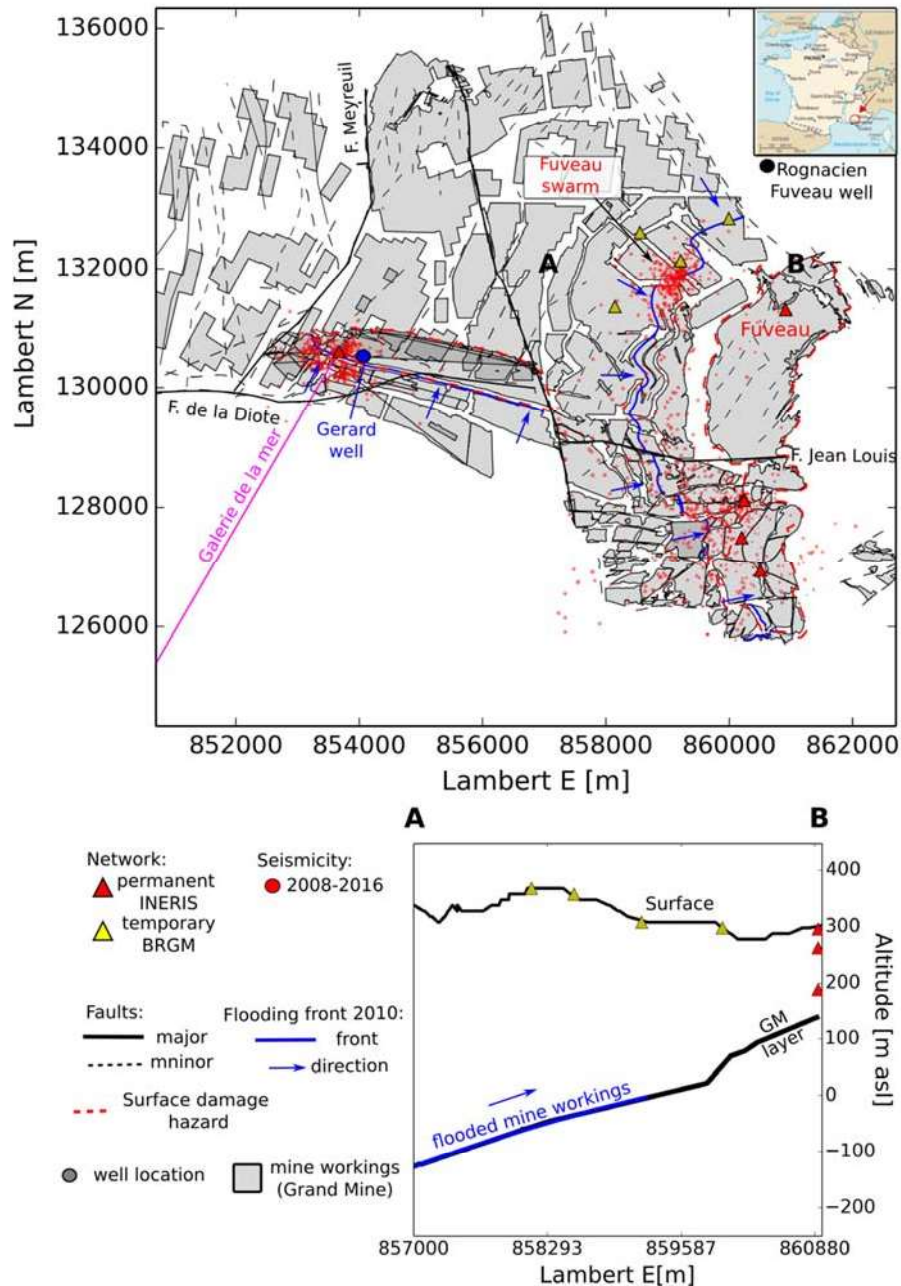 136000
134000
132000
130000
128000
126000
Lambert N [m]
852000
854000
856000
858000
860000
862000
Lambert E [m]
F. Meyreuil
Fuveau
swarm
Rognacien
Fuveau well
A
B
Fuveau
F. de la Diote
Gerard
well
F. Jean Louis
Galerie de la mer
PARIS
A
B
Network:
permanent
INERIS
temporary
BRGM
Seismicity:
2008-2016
Faults:
major
mninor
Flooding front 2010:
front
direction
Surface damage
hazard
well location
mine workings
(Grand Mine)
Surface
GM
layer
flooded mine workings
400
300
200
100
0
−100
−200
Altitude [m asl]
857000
858293
859587
860880
Lambert E[m]